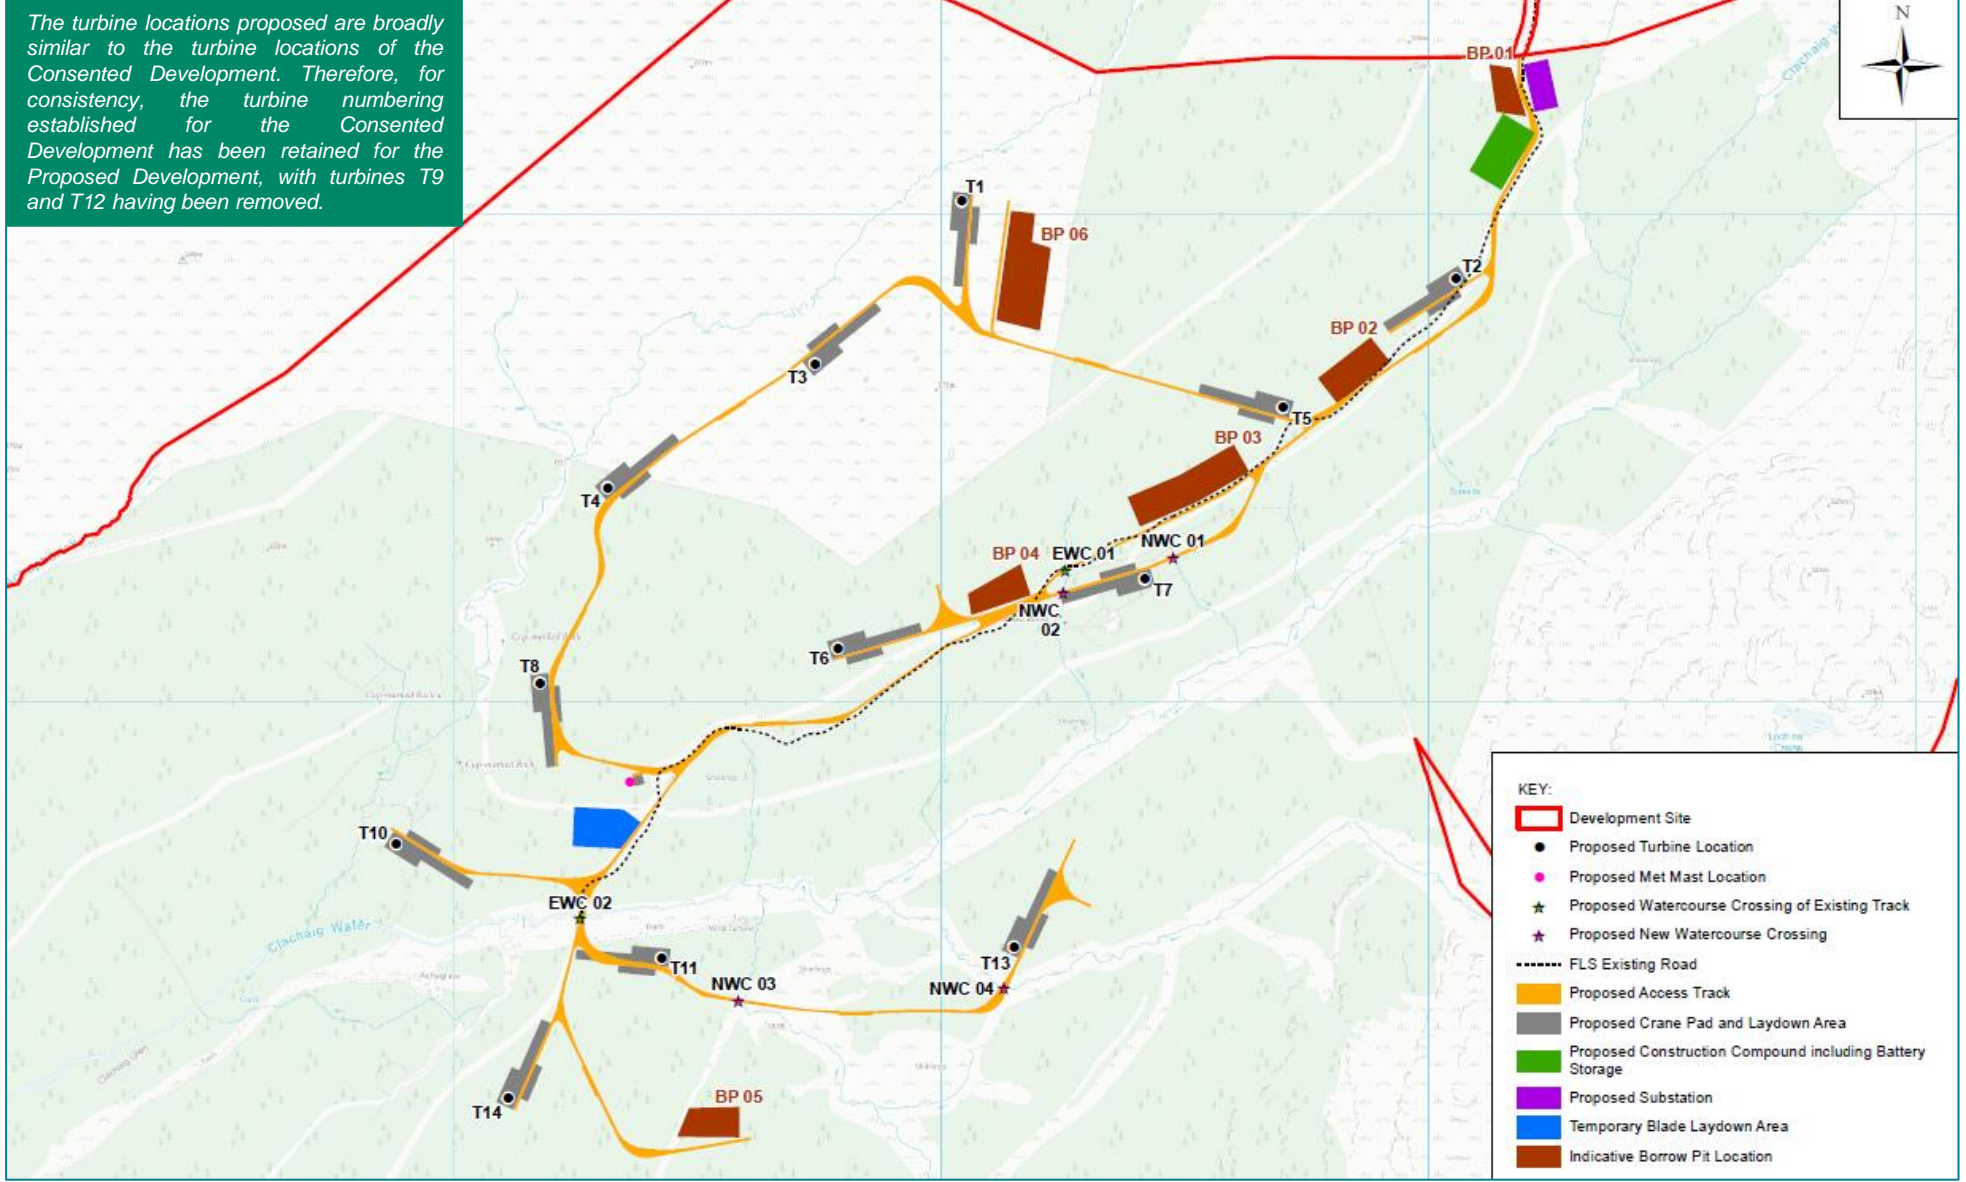 The turbine locations proposed are broadly
similar to the turbine locations of the
Consented Development. Therefore, for
consistency, the turbine numbering
established for the Consented
Development has been retained for the
Proposed Development, with turbines T9
and T12 having been removed.
N
BP 01
T1
BP 06
T2
BP 02
T3
T5
BP 03
T4
NWC 01
BP 04
EWC 01
T7
NWC
02
T6
T8
T10
EWC 02
Clachaig Water
T11
T13
NWC 03
NWC 04
Clachaig Glen
BP 05
T14
KEY:
Development Site
Proposed Turbine Location
Proposed Met Mast Location
Proposed Watercourse Crossing of Existing Track
Proposed New Watercourse Crossing
FLS Existing Road
Proposed Access Track
Proposed Crane Pad and Laydown Area
Proposed Construction Compound including Battery
Storage
Proposed Substation
Temporary Blade Laydown Area
Indicative Borrow Pit Location